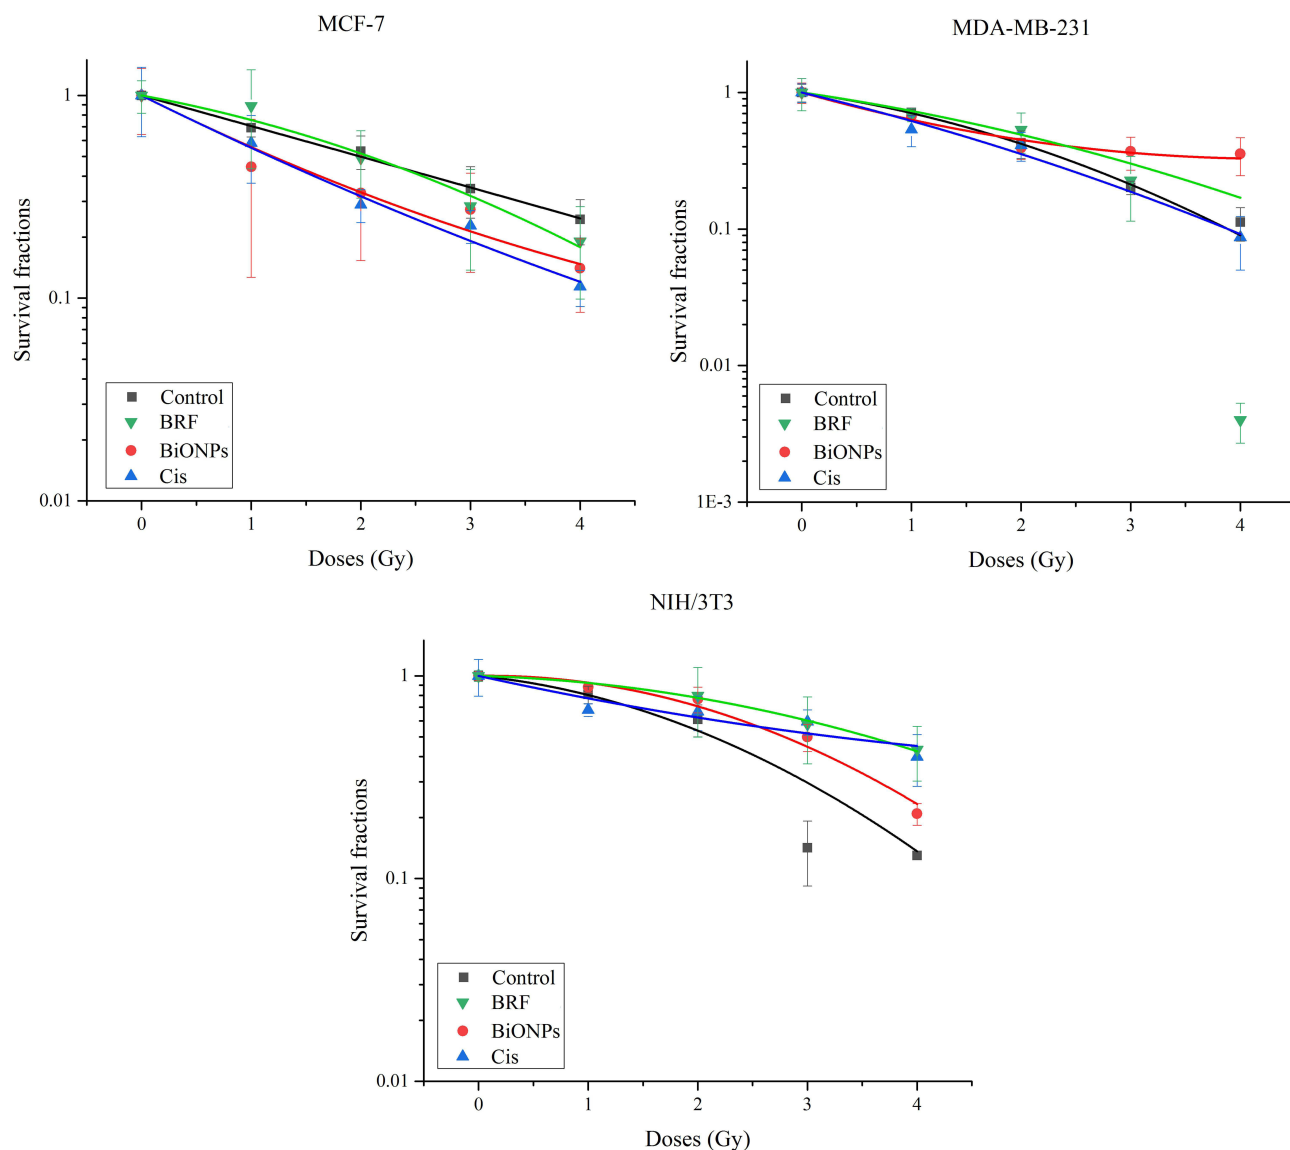 MCF-7
Survival fractions
1
0.1
0.01
Control
BRF
BiONPs
Cis
0 1 2 3 4
Doses (Gy)
MDA-MB-231
Survival fractions
1
0.1
0.01
1E-3
Control
BRF
BiONPs
Cis
0 1 2 3 4
Doses (Gy)
NIH/3T3
Survival fractions
1
0.1
0.01
Control
BRF
BiONPs
Cis
0 1 2 3 4
Doses (Gy)